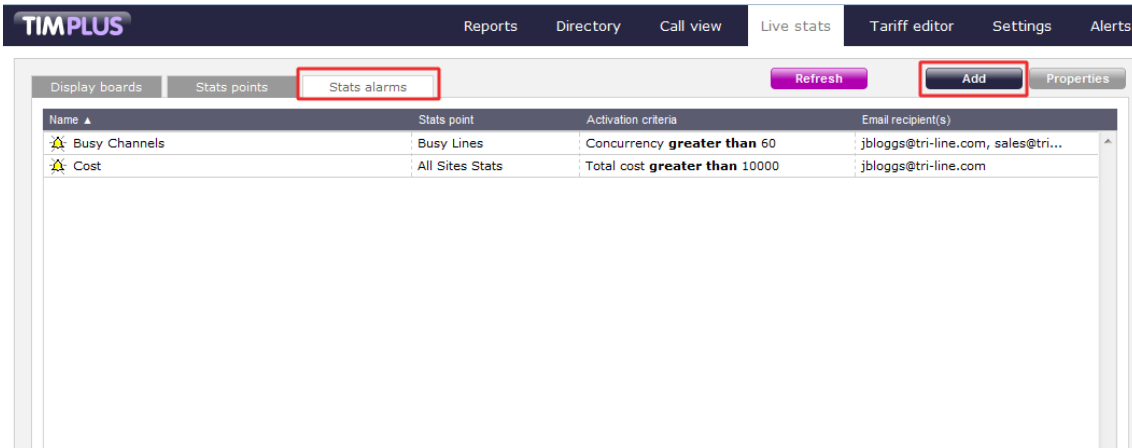 TIMPLUS Reports Directory Call view Live stats Tariff editor Settings Alerts
Display boards Stats points Stats alarms Refresh Add Properties
Name ▲ Stats point Activation criteria Email recipient(s)
Busy Channels Busy Lines Concurrency greater than 60 jbloggs@tri-line.com, sales@tri...
Cost All Sites Stats Total cost greater than 10000 jbloggs@tri-line.com